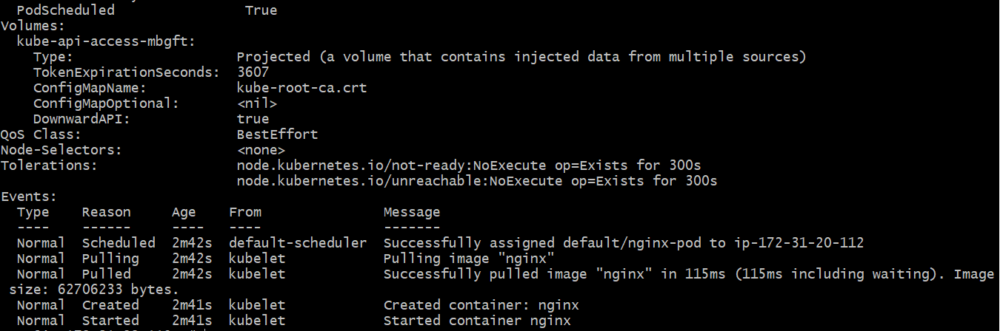 PodScheduled                True
Volumes:
  kube-api-access-mbgft:
    Type:                    Projected (a volume that contains injected data from multiple sources)
    TokenExpirationSeconds:  3607
    ConfigMapName:           kube-root-ca.crt
    ConfigMapOptional:       <nil>
    DownwardAPI:             true
QoS Class:                   BestEffort
Node-Selectors:              <none>
Tolerations:                 node.kubernetes.io/not-ready:NoExecute op=Exists for 300s
                             node.kubernetes.io/unreachable:NoExecute op=Exists for 300s
Events:
  Type    Reason     Age    From               Message
  ----    ------     ----   ----               -------
  Normal  Scheduled  2m42s  default-scheduler  Successfully assigned default/nginx-pod to ip-172-31-20-112
  Normal  Pulling    2m42s  kubelet            Pulling image "nginx"
  Normal  Pulled     2m42s  kubelet            Successfully pulled image "nginx" in 115ms (115ms including waiting). Image
 size: 62706233 bytes.
  Normal  Created    2m41s  kubelet            Created container: nginx
  Normal  Started    2m41s  kubelet            Started container nginx